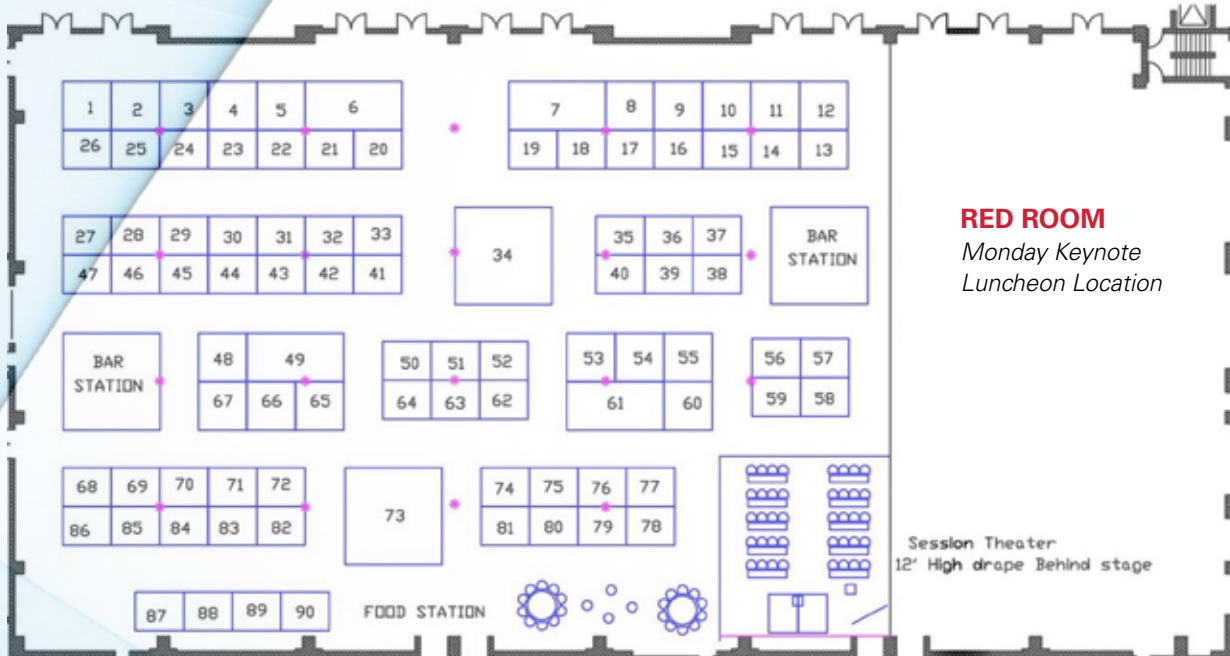 1 2 3 4 5 6
7 8 9 10 11 12
26 25 24 23 22 21 20
19 18 17 16 15 14 13
27 28 29 30 31 32 33
47 46 45 44 43 42 41
34
35 36 37
40 39 38
BAR
STATION
RED ROOM
Monday Keynote
Luncheon Location
BAR
STATION
48 49
67 66 65
50 51 52
64 63 62
53 54 55
61 60
56 57
59 58
68 69 70 71 72
86 85 84 83 82
73
74 75 76 77
81 80 79 78
Session Theater
12' High drape Behind stage
87 88 89 90
FOOD STATION